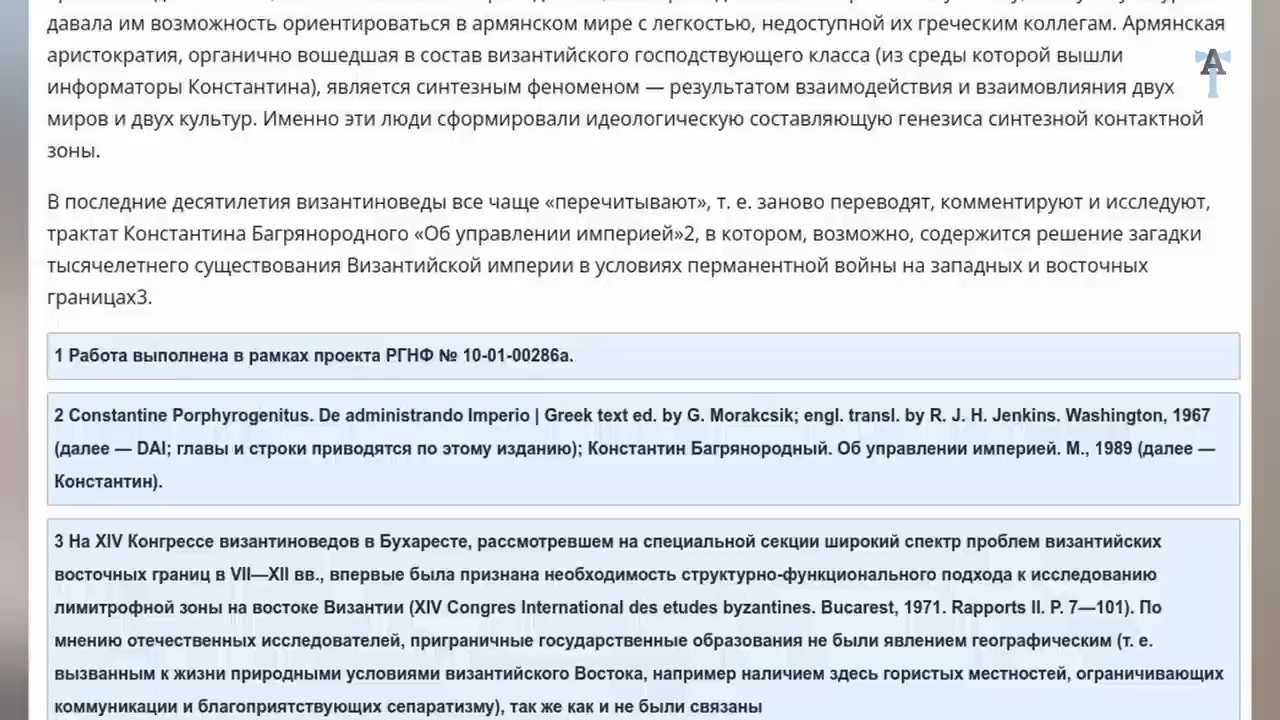 давала им возможность ориентироваться в армянском мире с легкостью, недоступной их греческим коллегам. Армянская
аристократия, органично вошедшая в состав византийского господствующего класса (из среды которой вышли
информаторы Константина), является синтезным феноменом — результатом взаимодействия и взаимовлияния двух
миров и двух культур. Именно эти люди сформировали идеологическую составляющую генезиса синтезной контактной
зоны.
В последние десятилетия византиноведы все чаще «перечитывают», т. е. заново переводят, комментируют и исследуют,
трактат Константина Багрянородного «Об управлении империей»2, в котором, возможно, содержится решение загадки
тысячелетнего существования Византийской империи в условиях перманентной войны на западных и восточных
границах3.
1 Работа выполнена в рамках проекта РГНФ № 10-01-00286а.
2 Constantine Porphyrogenitus. De administrando Imperio | Greek text ed. by G. Morakcsik; engl. transl. by R. J. H. Jenkins. Washington, 1967
(далее — DAI; главы и строки приводятся по этому изданию); Константин Багрянородный. Об управлении империей. М., 1989 (далее —
Константин).
3 На XIV Конгрессе византиноведов в Бухаресте, рассмотревшем на специальной секции широкий спектр проблем византийских
восточных границ в VII—XII вв., впервые была признана необходимость структурно-функционального подхода к исследованию
лимитрофной зоны на востоке Византии (XIV Congres International des etudes byzantines. Bucarest, 1971. Rapports II. P. 7—101). По
мнению отечественных исследователей, приграничные государственные образования не были явлением географическим (т. е.
вызванным к жизни природными условиями византийского Востока, например наличием здесь гористых местностей, ограничивающих
коммуникации и благоприятствующих сепаратизму), так же как и не были связаны